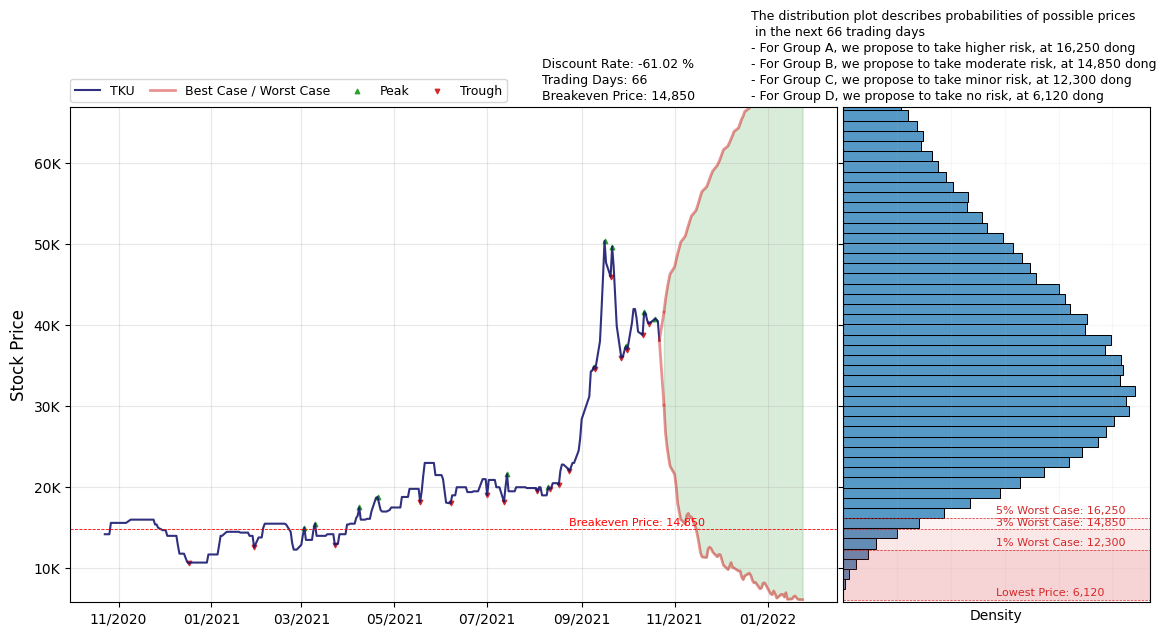 The distribution plot describes probabilities of possible prices
in the next 66 trading days
- For Group A, we propose to take higher risk, at 16,250 dong
- For Group B, we propose to take moderate risk, at 14,850 dong
- For Group C, we propose to take minor risk, at 12,300 dong
- For Group D, we propose to take no risk, at 6,120 dong
Discount Rate: -61.02 %
Trading Days: 66
Breakeven Price: 14,850
TKU
Best Case / Worst Case
Peak
Trough
Stock Price
60K
50K
40K
30K
20K
10K
Breakeven Price: 14,850
5% Worst Case: 16,250
3% Worst Case: 14,850
1% Worst Case: 12,300
Lowest Price: 6,120
11/2020
01/2021
03/2021
05/2021
07/2021
09/2021
11/2021
01/2022
Density